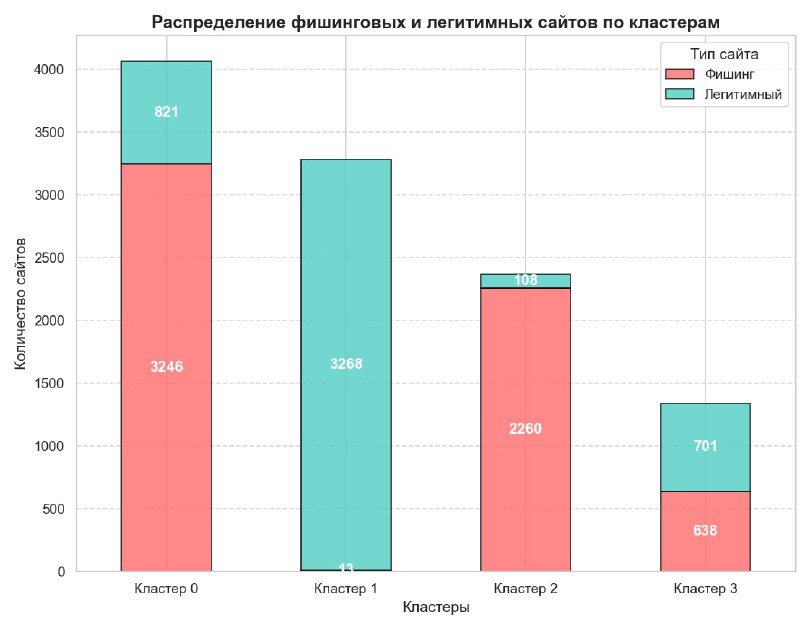 Распределение фишинговых и легитимных сайтов по кластерам
Тип сайта
Фишинг
Легитимный
Количество сайтов
4000
3500
3000
2500
2000
1500
1000
500
0
821
3246
3268
13
108
2260
701
638
Кластер 0
Кластер 1
Кластер 2
Кластер 3
Кластеры